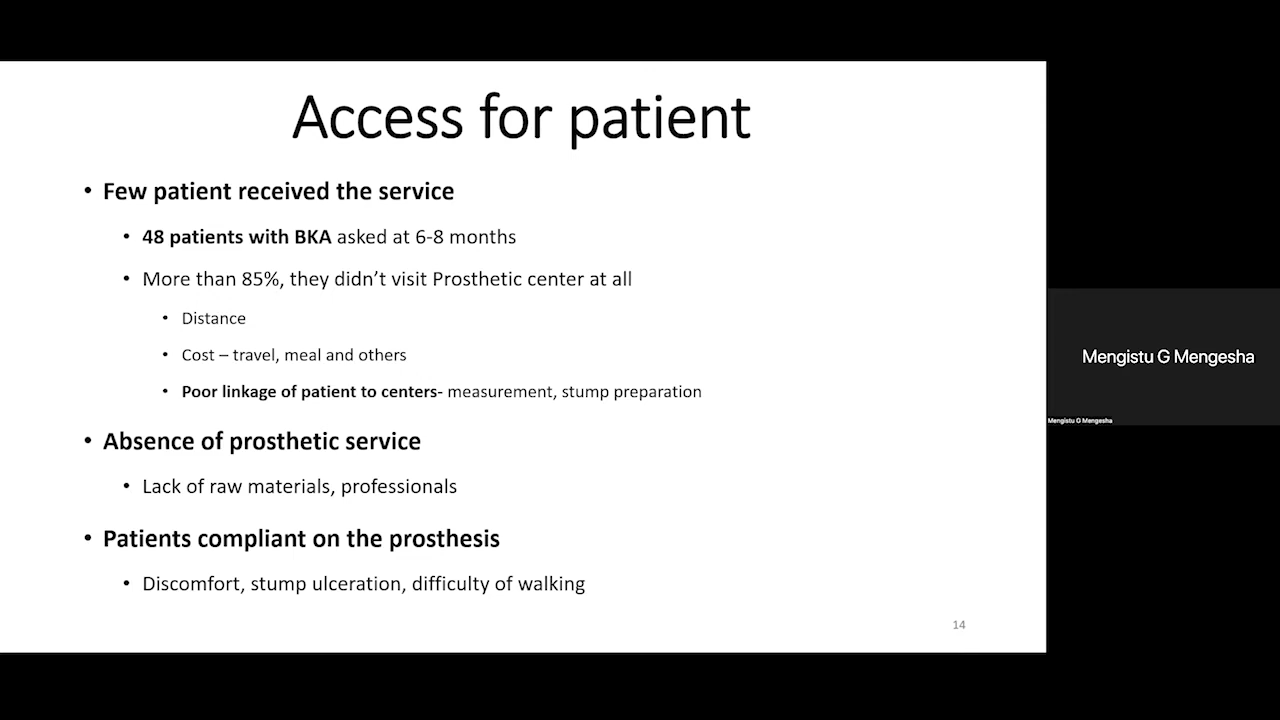 Access for patient
• Few patient received the service
• 48 patients with BKA asked at 6-8 months
• More than 85%, they didn’t visit Prosthetic center at all
• Distance
• Cost – travel, meal and others
• Poor linkage of patient to centers- measurement, stump preparation
• Absence of prosthetic service
• Lack of raw materials, professionals
• Patients compliant on the prosthesis
• Discomfort, stump ulceration, difficulty of walking
14
Mengistu G Mengesha
Mengistu G Mengesha